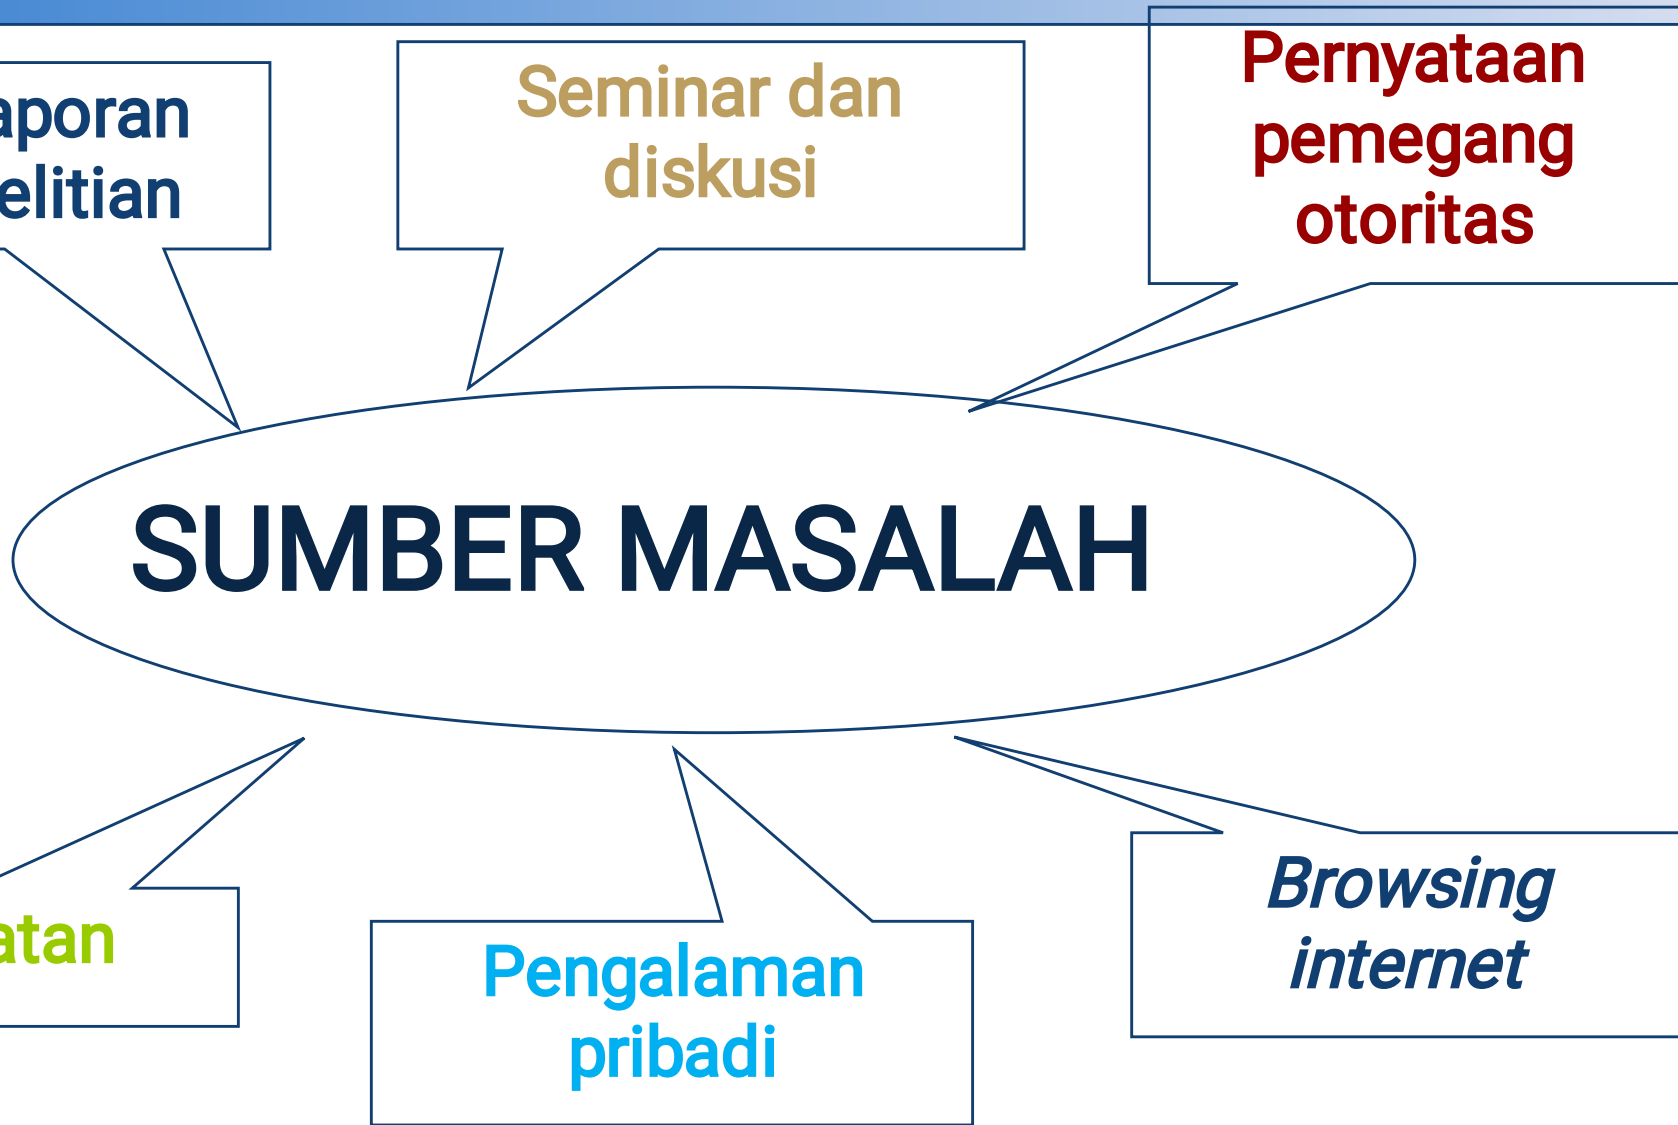 aporan
elitian
Seminar dan
diskusi
Pernyataan
pemegang
otoritas
SUMBER MASALAH
atan
Pengalaman
pribadi
Browsing
internet